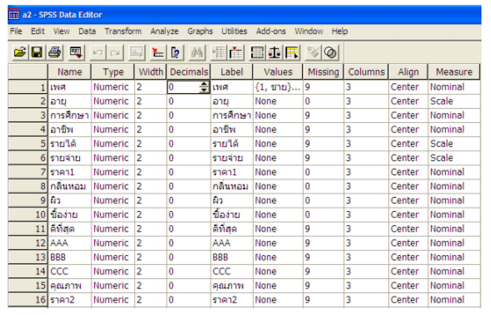 a2 - SPSS Data Editor
File Edit View Data Transform Analyze Graphs Utilities Add-ons Window Help
Name Type Width Decimals Label Values Missing Columns Align Measure
1 เพศ Numeric 2 0 เพศ {1, ชาย}... 9 3 Center Nominal
2 อายุ Numeric 2 0 อายุ None 0 3 Center Scale
3 การศึกษา Numeric 2 0 การศึกษา None 9 3 Center Nominal
4 อาชีพ Numeric 2 0 อาชีพ None 9 3 Center Nominal
5 รายได้ Numeric 2 0 รายได้ None 9 3 Center Scale
6 รายจ่าย Numeric 2 0 รายจ่าย None 9 3 Center Scale
7 ราคา1 Numeric 2 0 ราคา1 None 0 3 Center Nominal
8 กลิ่นหอม Numeric 2 0 กลิ่นหอม None 9 3 Center Nominal
9 ผิว Numeric 2 0 ผิว None 0 3 Center Nominal
10 ซื้อง่าย Numeric 2 0 ซื้อง่าย None 0 3 Center Nominal
11 ดีที่สุด Numeric 2 0 ดีที่สุด None 9 3 Center Nominal
12 AAA Numeric 2 0 AAA None 9 3 Center Nominal
13 BBB Numeric 2 0 BBB None 9 3 Center Nominal
14 CCC Numeric 2 0 CCC None 9 3 Center Nominal
15 คุณภาพ Numeric 2 0 คุณภาพ None 9 3 Center Nominal
16 ราคา2 Numeric 2 0 ราคา2 None 9 3 Center Nominal